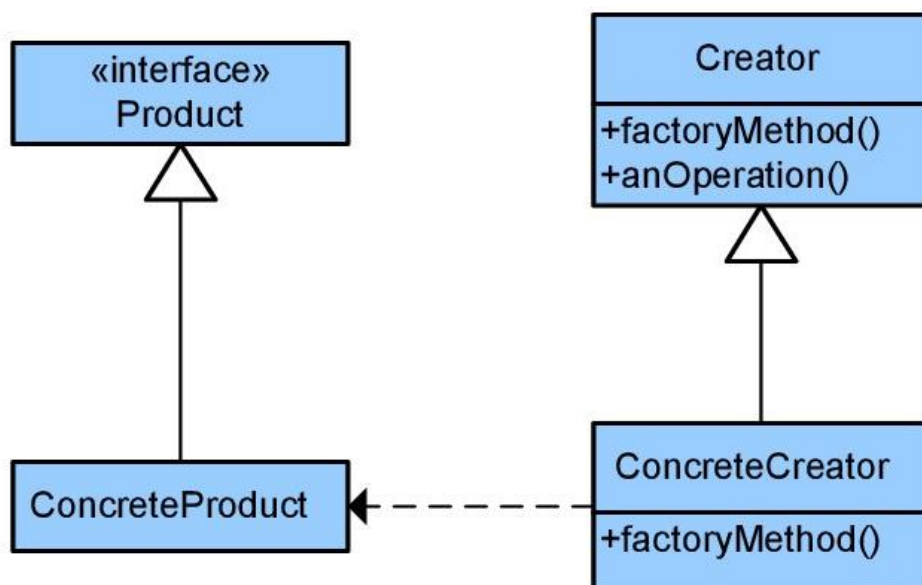 «interface»
Product
Creator
+factoryMethod()
+anOperation()
ConcreteProduct
ConcreteCreator
+factoryMethod()